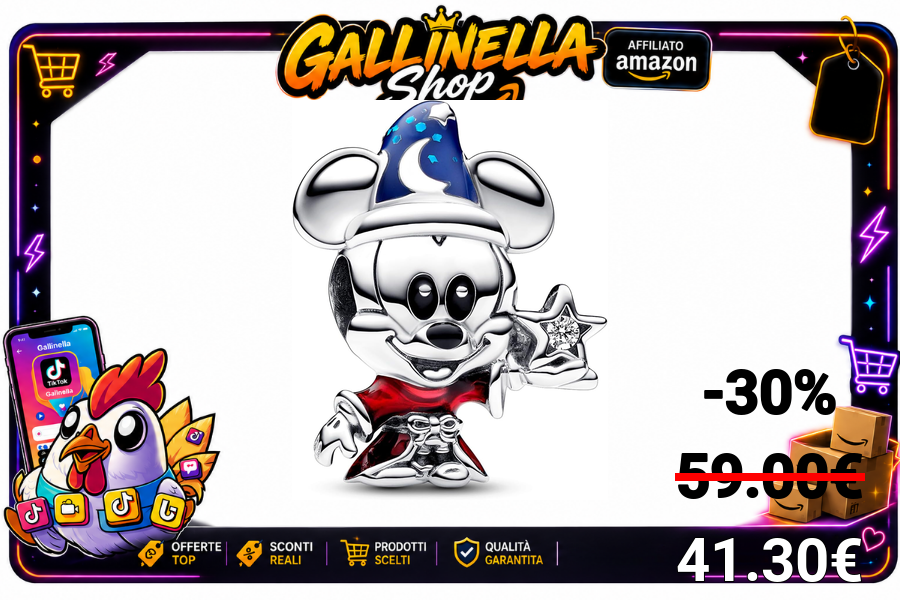 GALLINELLA
Shop
AFFILIATO
amazon
Gallinella
TikTok
Gallinella
-30%
59.00€
41.30€
OFFERTE
TOP
SCONTI
REALI
PRODOTTI
SCELTI
QUALITÀ
GARANTITA